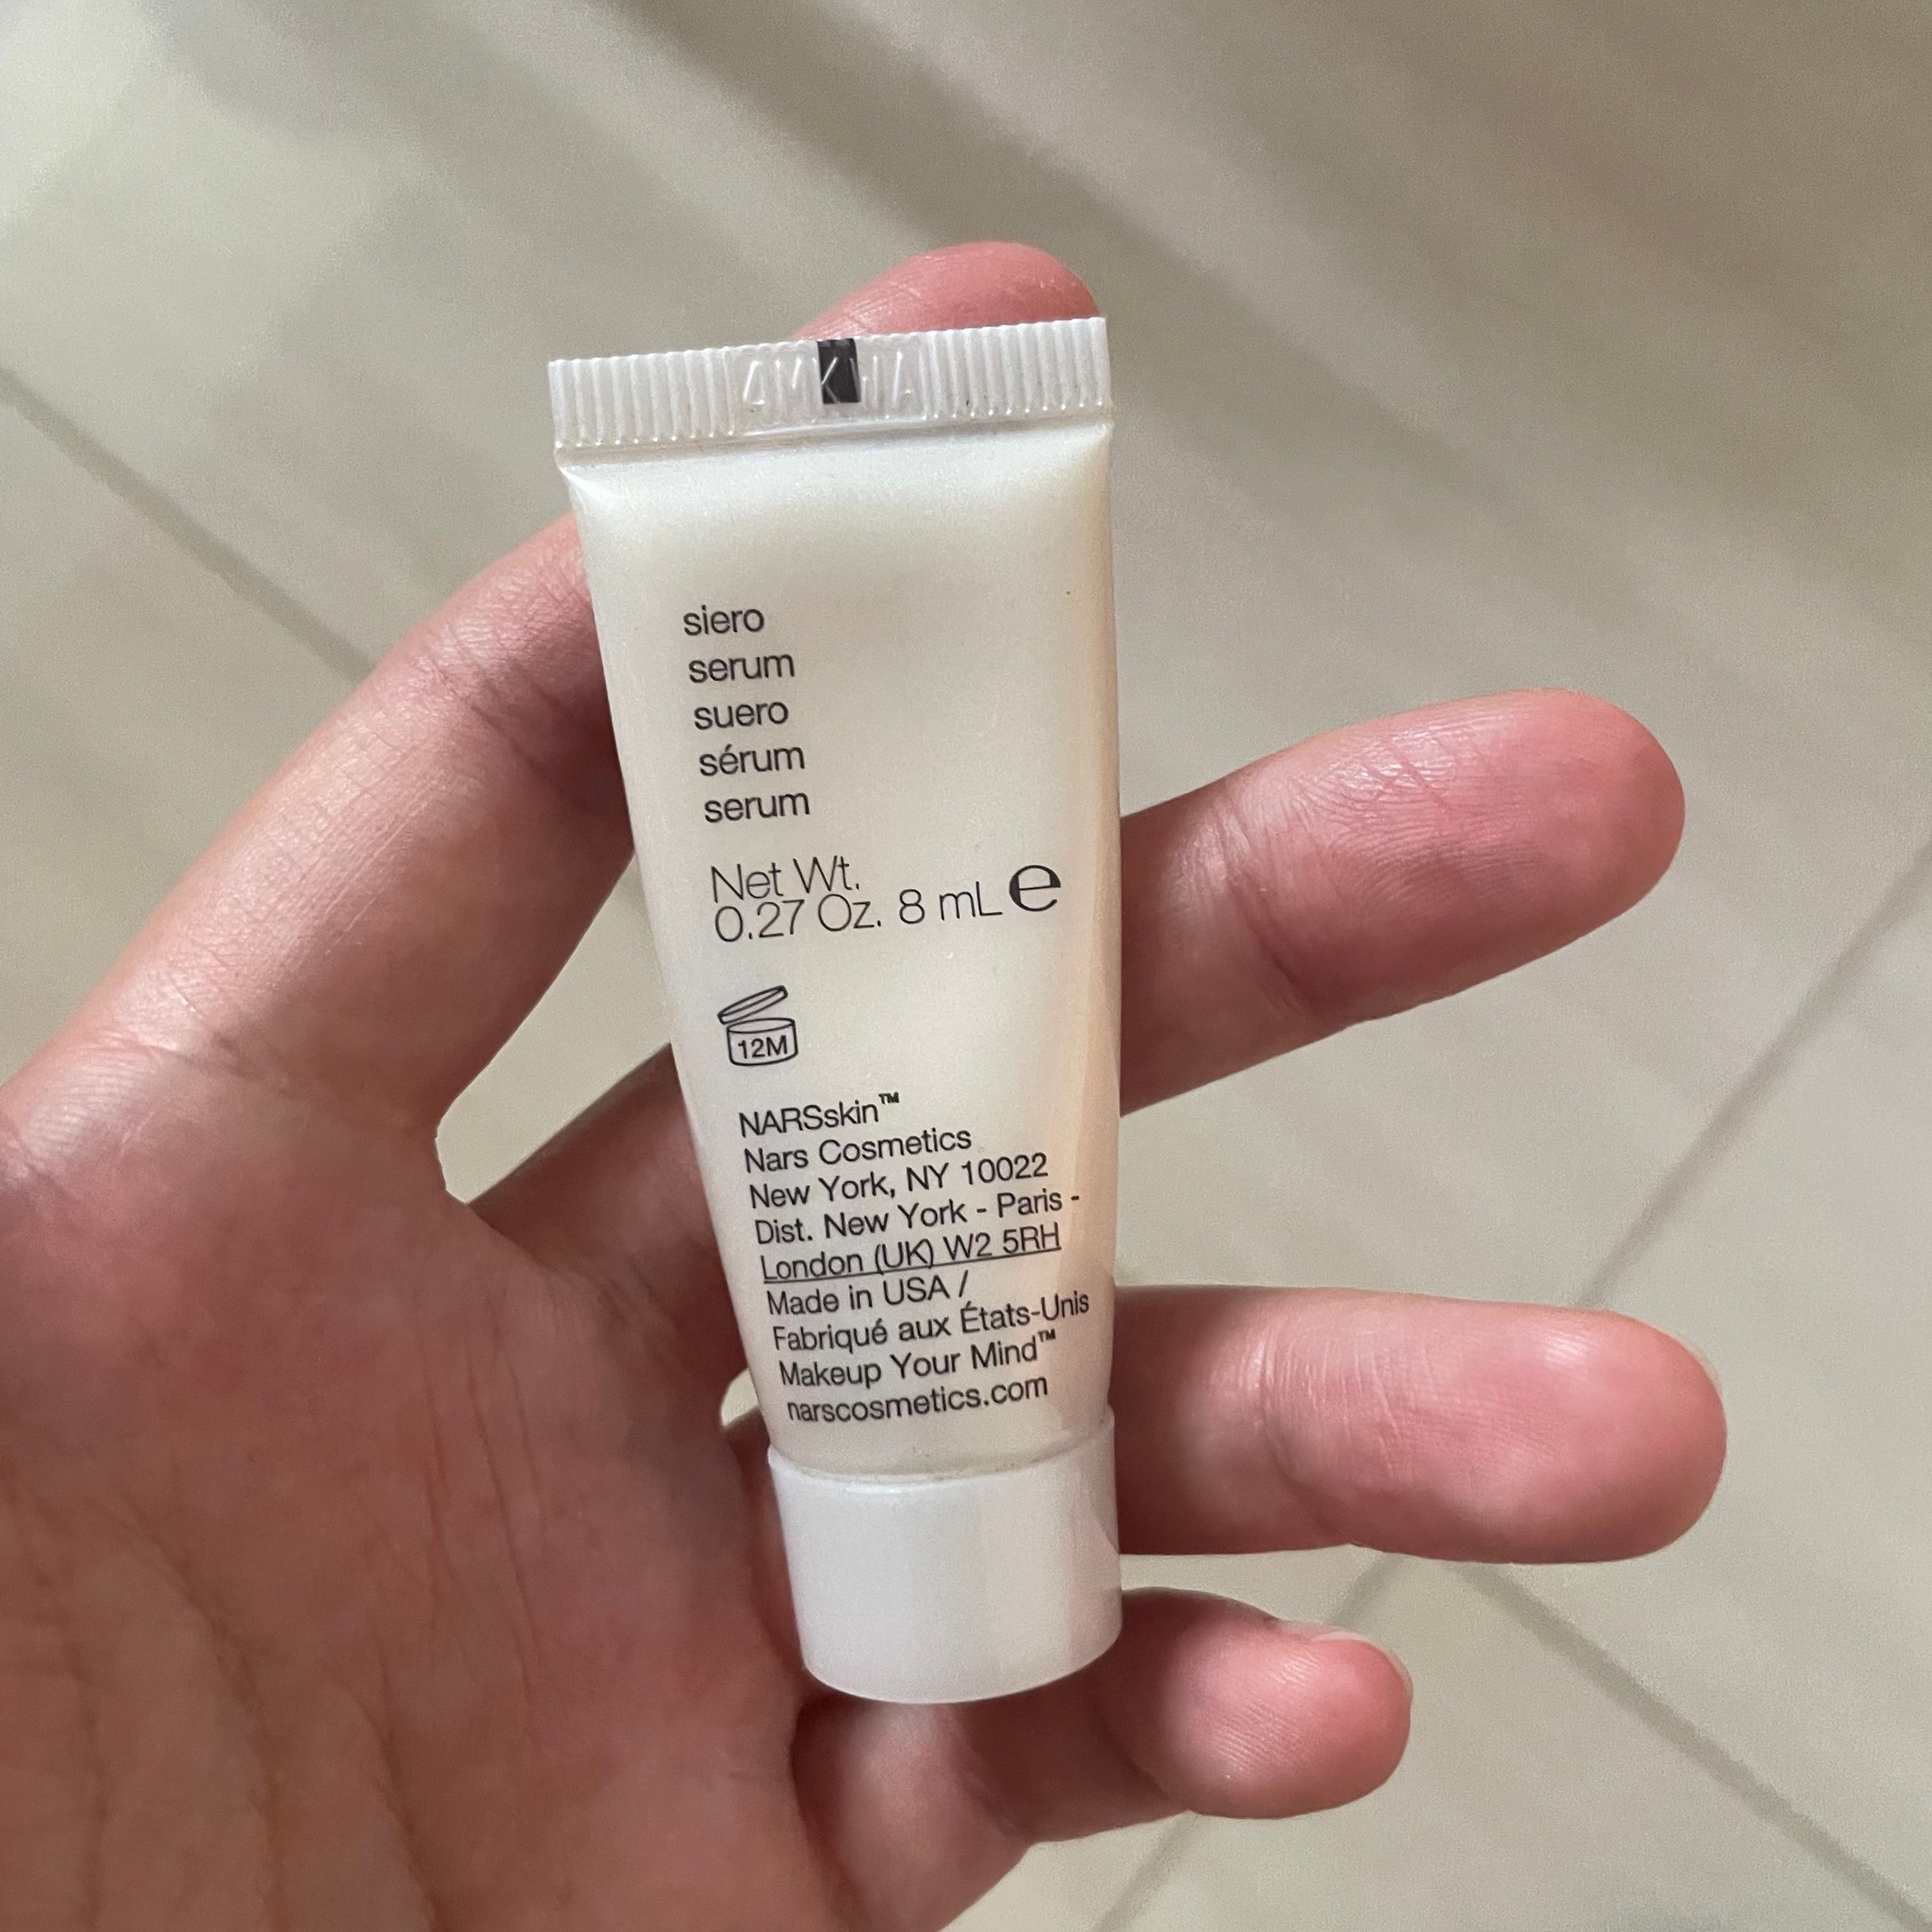 siero
serum
suero
sérum
serum
Net Wt.
0.27 Oz. 8 mL ℮
12M
NARSskin™
Nars Cosmetics
New York, NY 10022
Dist. New York - Paris -
London (UK) W2 5RH
Made in USA /
Fabriqué aux États-Unis
Makeup Your Mind™
narscosmetics.com